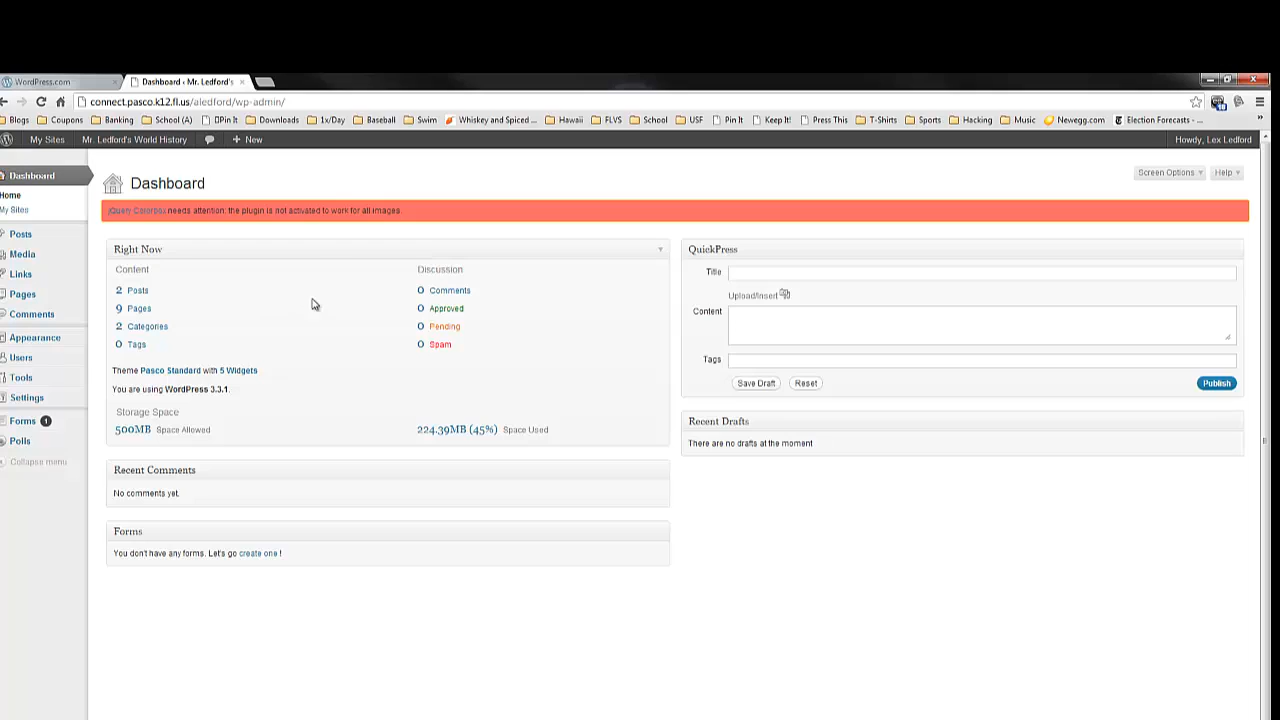 WordPress.com
Dashboard ‹ Mr. Ledford's
connect.pasco.k12.fl.us/aledford/wp-admin/
Blogs Coupons Banking School (A) DPin It Downloads 1x/Day Baseball Swim Whiskey and Spiced ... Hawaii FLVS School USF Pin It Keep It! Press This T-Shirts Sports Hacking Music Newegg.com Election Forecasts - ... »
My Sites Mr. Ledford's World History + New Howdy, Lex Ledford
Dashboard
Home
My Sites
Posts
Media
Links
Pages
Comments
Appearance
Users
Tools
Settings
Forms 1
Polls
Collapse menu
Dashboard
Screen Options Help
jQuery Colorbox needs attention: the plugin is not activated to work for all images.
Right Now
Content Discussion
2 Posts 0 Comments
9 Pages 0 Approved
2 Categories 0 Pending
0 Tags 0 Spam
Theme Pasco Standard with 5 Widgets
You are using WordPress 3.3.1.
Storage Space
500MB Space Allowed 224.39MB (45%) Space Used
Recent Comments
No comments yet.
Forms
You don't have any forms. Let's go create one !
QuickPress
Title
Upload/Insert
Content
Tags
Save Draft Reset Publish
Recent Drafts
There are no drafts at the moment